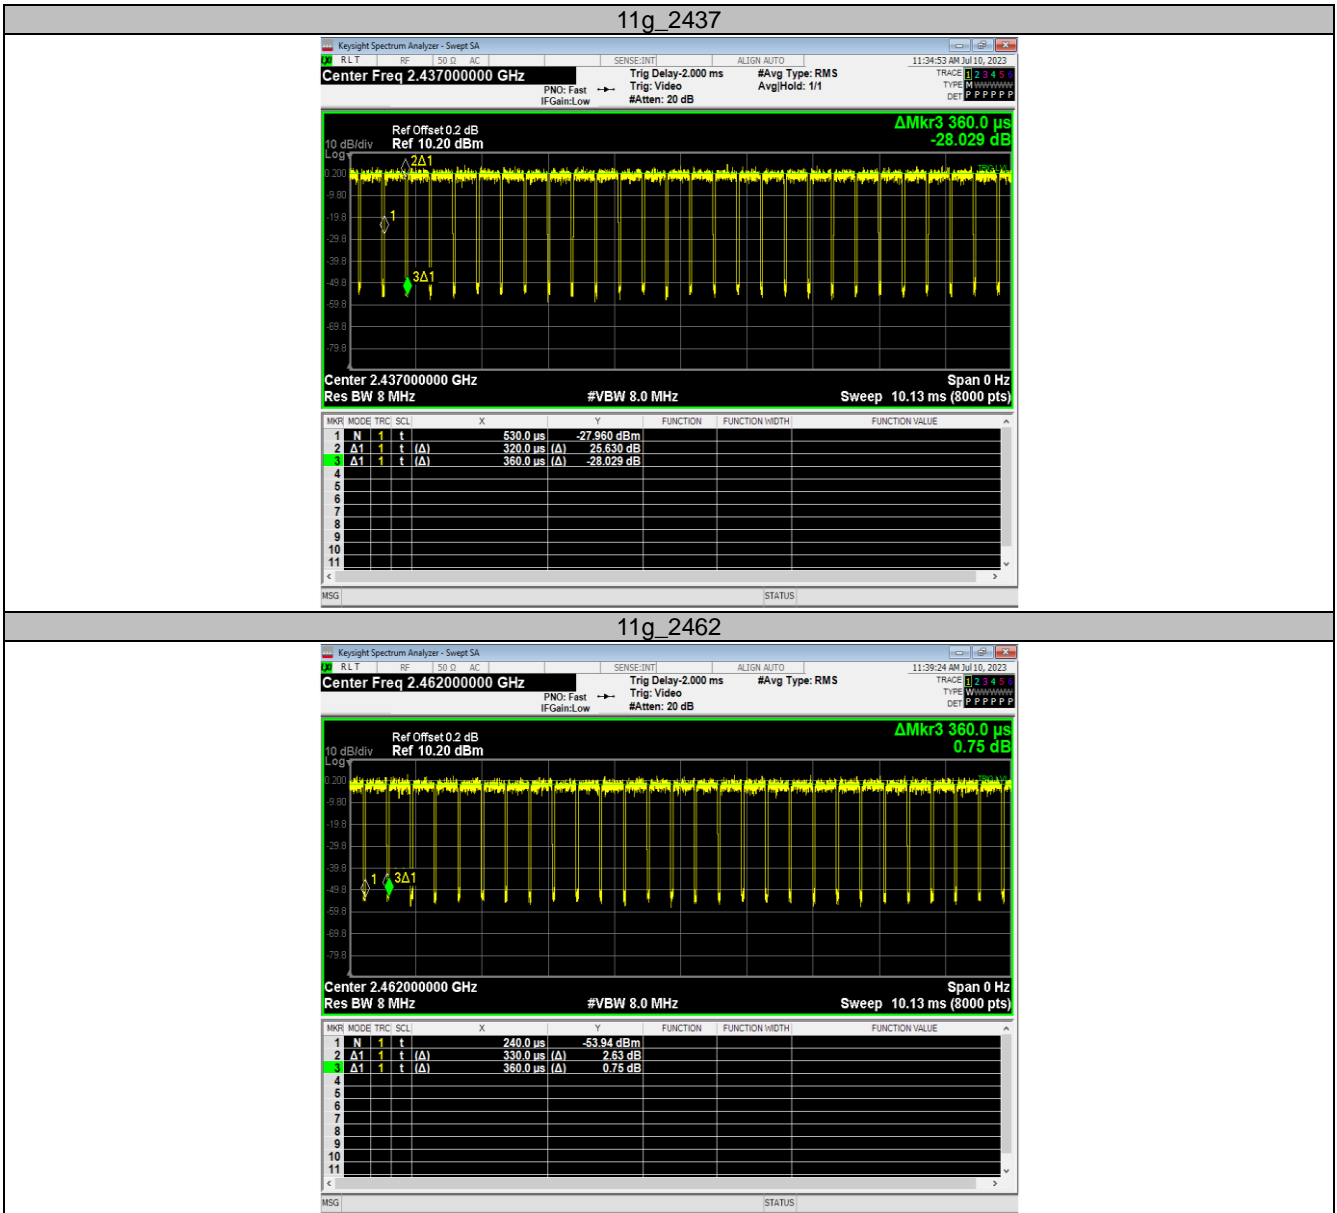 11g_2437
Keysight Spectrum Analyzer - Swept SA
LXI RLT RF 50 Ω AC SENSE:INT ALIGN AUTO 11:34:53 AM Jul 10, 2023
Center Freq 2.437000000 GHz Trig Delay-2.000 ms #Avg Type: RMS TRACE 1 2 3 4 5 6
PNO: Fast Trig: Video Avg|Hold: 1/1 TYPE MWWWWW
IFGain:Low #Atten: 20 dB DET P P P P P P
ΔMkr3 360.0 µs
Ref Offset 0.2 dB -28.029 dB
10 dB/div Ref 10.20 dBm
Log
2Δ1
0.200 TRIG LVL
-9.80
-19.8 1
-29.8
-39.8
-49.8 3Δ1
-59.8
-69.8
-79.8
Center 2.437000000 GHz Span 0 Hz
Res BW 8 MHz #VBW 8.0 MHz Sweep 10.13 ms (8000 pts)
MKR MODE TRC SCL X Y FUNCTION FUNCTION WIDTH FUNCTION VALUE
1 N 1 t 530.0 µs -27.960 dBm
2 Δ1 1 t (Δ) 320.0 µs (Δ) 25.630 dB
3 Δ1 1 t (Δ) 360.0 µs (Δ) -28.029 dB
4
5
6
7
8
9
10
11
MSG STATUS
11g_2462
Keysight Spectrum Analyzer - Swept SA
LXI RLT RF 50 Ω AC SENSE:INT ALIGN AUTO 11:39:24 AM Jul 10, 2023
Center Freq 2.462000000 GHz Trig Delay-2.000 ms #Avg Type: RMS TRACE 1 2 3 4 5 6
PNO: Fast Trig: Video TYPE WWWWWW
IFGain:Low #Atten: 20 dB DET P P P P P P
ΔMkr3 360.0 µs
Ref Offset 0.2 dB 0.75 dB
10 dB/div Ref 10.20 dBm
Log
0.200 TRIG LVL
-9.80
-19.8
-29.8
-39.8
-49.8 1 3Δ1
-59.8
-69.8
-79.8
Center 2.462000000 GHz Span 0 Hz
Res BW 8 MHz #VBW 8.0 MHz Sweep 10.13 ms (8000 pts)
MKR MODE TRC SCL X Y FUNCTION FUNCTION WIDTH FUNCTION VALUE
1 N 1 t 240.0 µs -53.94 dBm
2 Δ1 1 t (Δ) 330.0 µs (Δ) 2.63 dB
3 Δ1 1 t (Δ) 360.0 µs (Δ) 0.75 dB
4
5
6
7
8
9
10
11
MSG STATUS